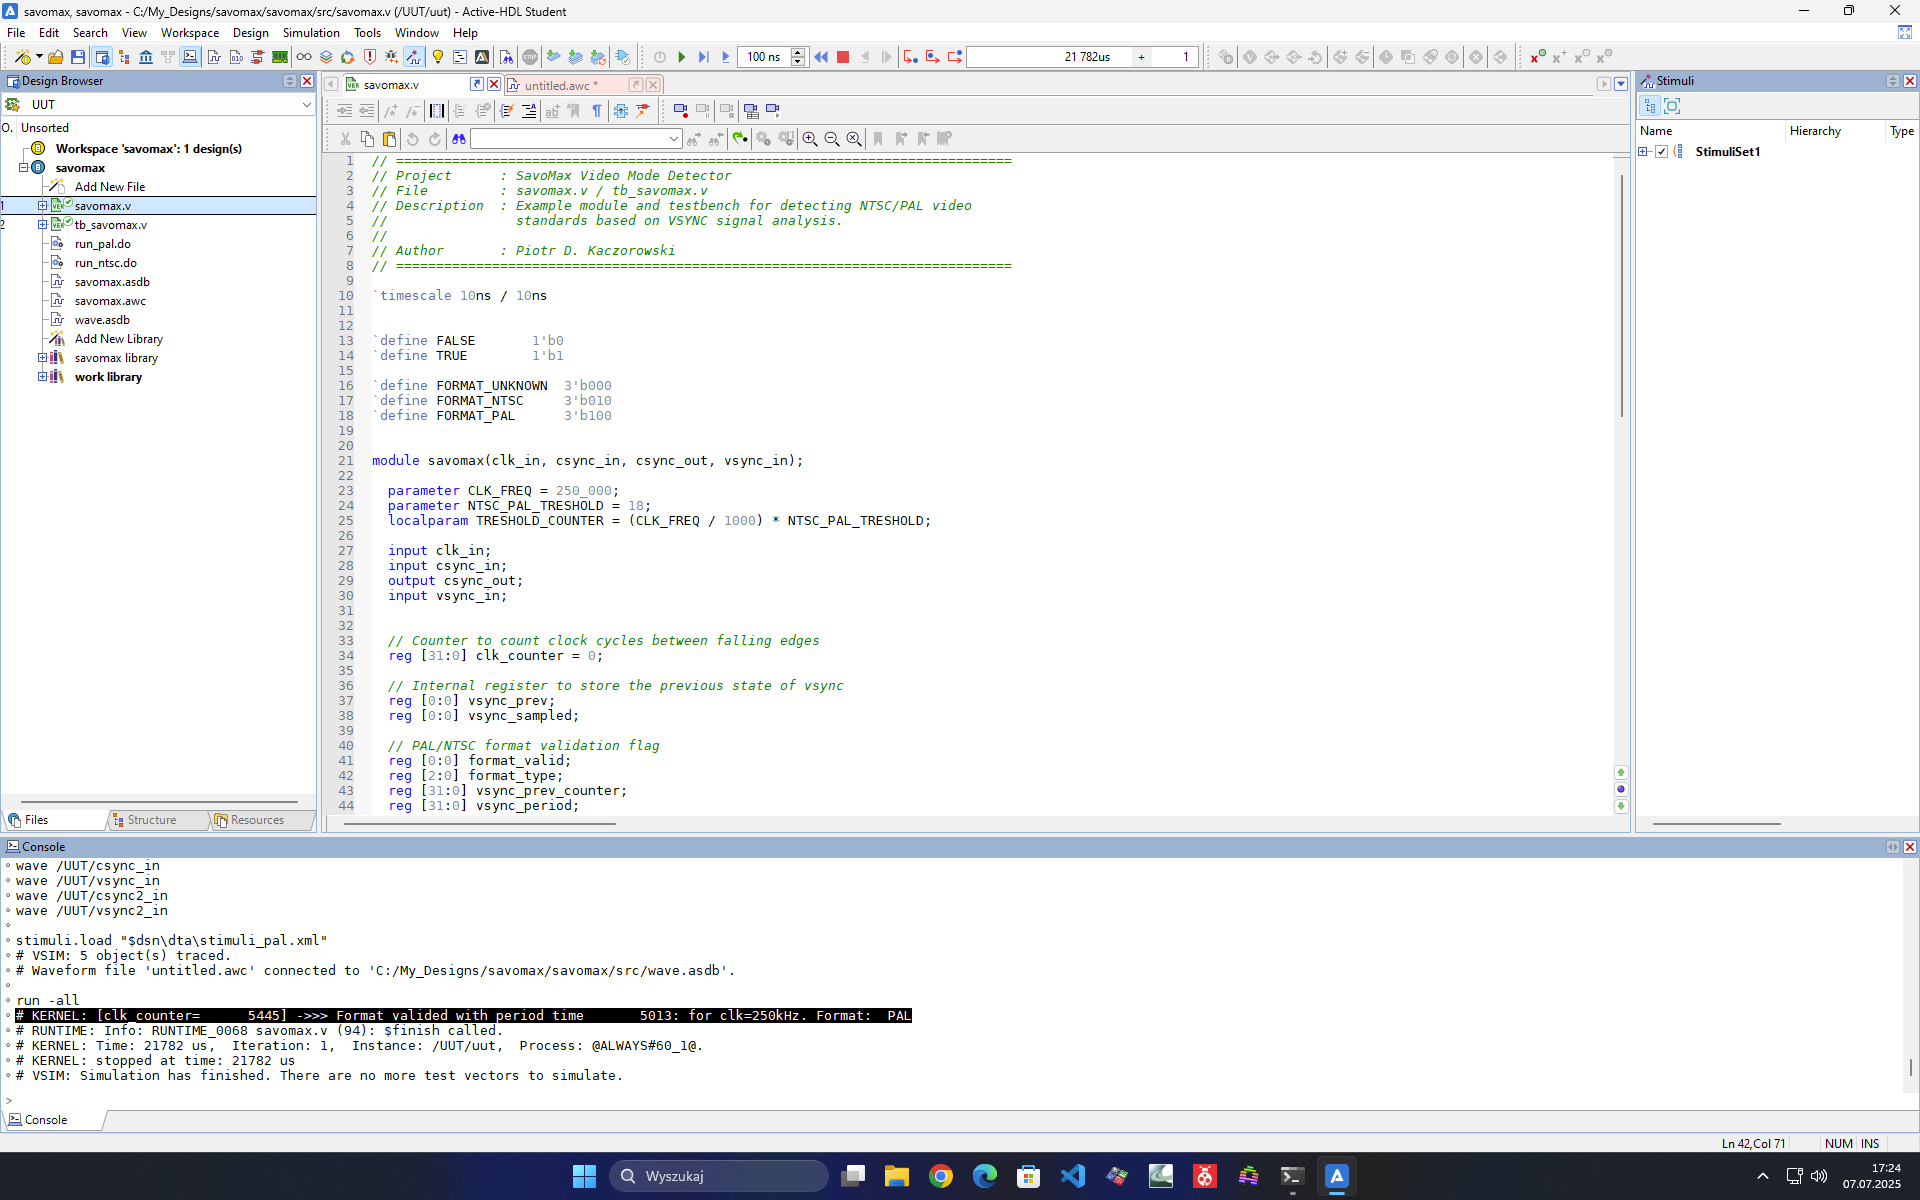 savomax, savomax - C:/My_Designs/savomax/savomax/src/savomax.v (/UUT/uut) - Active-HDL Student
File Edit Search View Workspace Design Simulation Tools Window Help
100 ns
21 782us + 1
Design Browser
UUT
O. Unsorted
Workspace 'savomax': 1 design(s)
savomax
Add New File
1 savomax.v
2 tb_savomax.v
run_pal.do
run_ntsc.do
savomax.asdb
savomax.awc
wave.asdb
Add New Library
savomax library
work library
Files Structure Resources
savomax.v untitled.awc *
1 // =============================================================================
2 // Project      : SavoMax Video Mode Detector
3 // File         : savomax.v / tb_savomax.v
4 // Description  : Example module and testbench for detecting NTSC/PAL video
5 //                standards based on VSYNC signal analysis.
6 //
7 // Author       : Piotr D. Kaczorowski
8 // =============================================================================
9
10 `timescale 10ns / 10ns
11
12
13 `define FALSE       1'b0
14 `define TRUE        1'b1
15
16 `define FORMAT_UNKNOWN  3'b000
17 `define FORMAT_NTSC     3'b010
18 `define FORMAT_PAL      3'b100
19
20
21 module savomax(clk_in, csync_in, csync_out, vsync_in);
22
23   parameter CLK_FREQ = 250_000;
24   parameter NTSC_PAL_TRESHOLD = 18;
25   localparam TRESHOLD_COUNTER = (CLK_FREQ / 1000) * NTSC_PAL_TRESHOLD;
26
27   input clk_in;
28   input csync_in;
29   output csync_out;
30   input vsync_in;
31
32
33   // Counter to count clock cycles between falling edges
34   reg [31:0] clk_counter = 0;
35
36   // Internal register to store the previous state of vsync
37   reg [0:0] vsync_prev;
38   reg [0:0] vsync_sampled;
39
40   // PAL/NTSC format validation flag
41   reg [0:0] format_valid;
42   reg [2:0] format_type;
43   reg [31:0] vsync_prev_counter;
44   reg [31:0] vsync_period;
Stimuli
Name Hierarchy Type
StimuliSet1
Console
wave /UUT/csync_in
wave /UUT/vsync_in
wave /UUT/csync2_in
wave /UUT/vsync2_in
stimuli.load "$dsn\dta\stimuli_pal.xml"
# VSIM: 5 object(s) traced.
# Waveform file 'untitled.awc' connected to 'C:/My_Designs/savomax/savomax/src/wave.asdb'.
run -all
# KERNEL: [clk_counter=      5445] ->>> Format valided with period time       5013: for clk=250kHz. Format:  PAL
# RUNTIME: Info: RUNTIME_0068 savomax.v (94): $finish called.
# KERNEL: Time: 21782 us,  Iteration: 1,  Instance: /UUT/uut,  Process: @ALWAYS#60_1@.
# KERNEL: stopped at time: 21782 us
# VSIM: Simulation has finished. There are no more test vectors to simulate.
>
Console
Ln 42,Col 71 NUM INS
Wyszukaj
17:24
07.07.2025